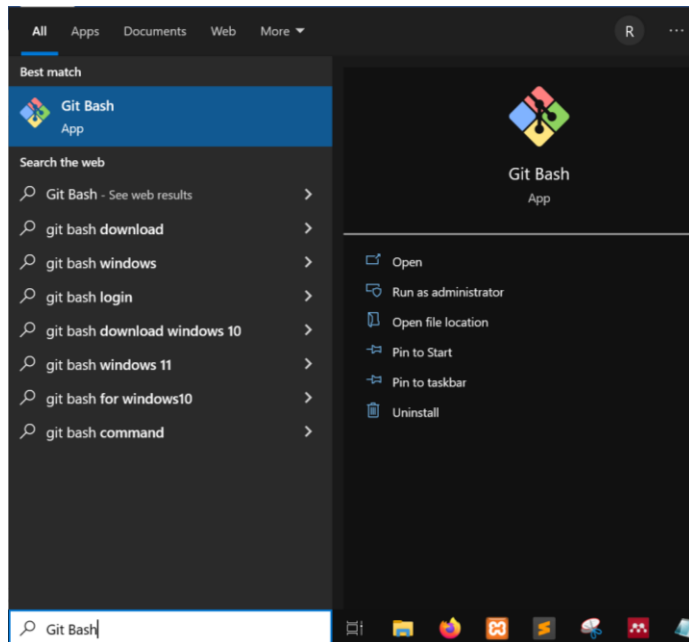 All Apps Documents Web More R
Best match
Git Bash
App
Search the web
Git Bash - See web results
git bash download
git bash windows
git bash login
git bash download windows 10
git bash windows 11
git bash for windows10
git bash command
Git Bash
App
Open
Run as administrator
Open file location
Pin to Start
Pin to taskbar
Uninstall
Git Bash